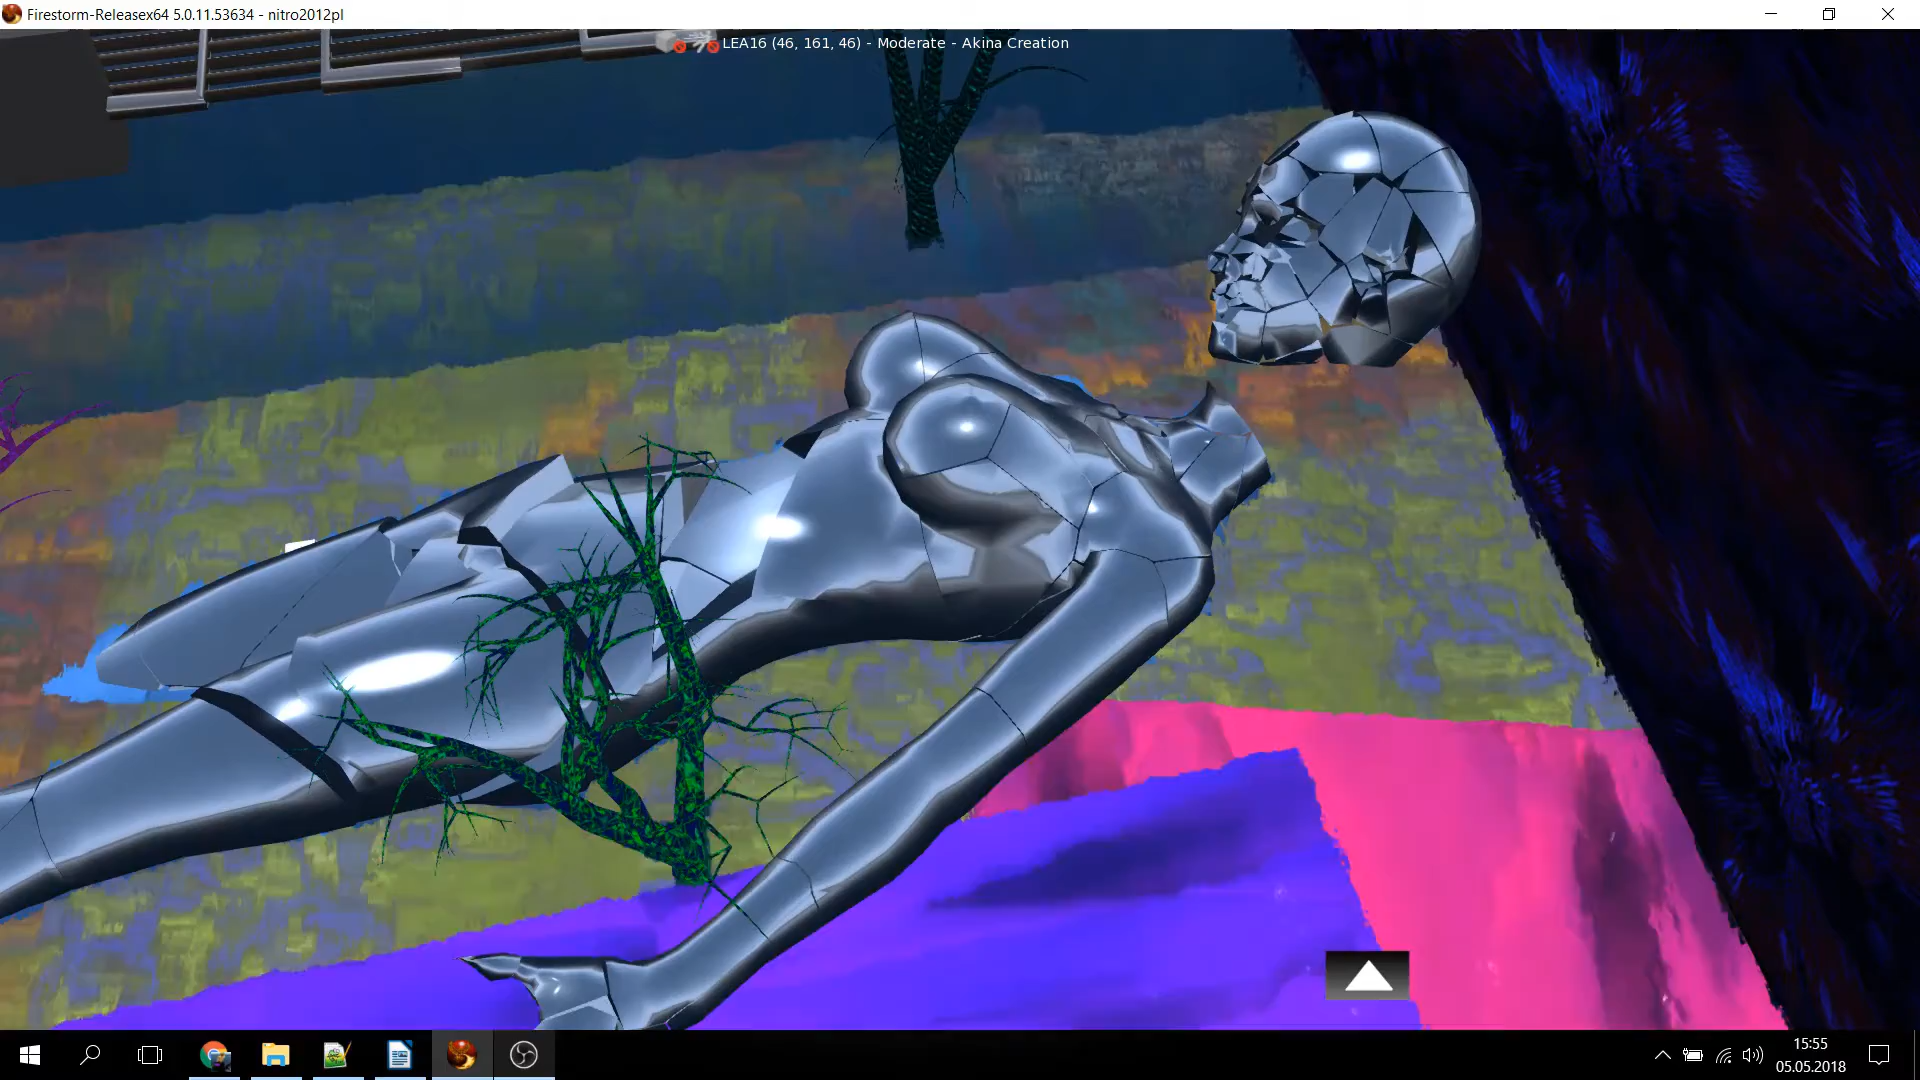 Firestorm-Releasex64 5.0.11.53634 - nitro2012pl
LEA16 (46, 161, 46) - Moderate - Akina Creation
15:55
05.05.2018